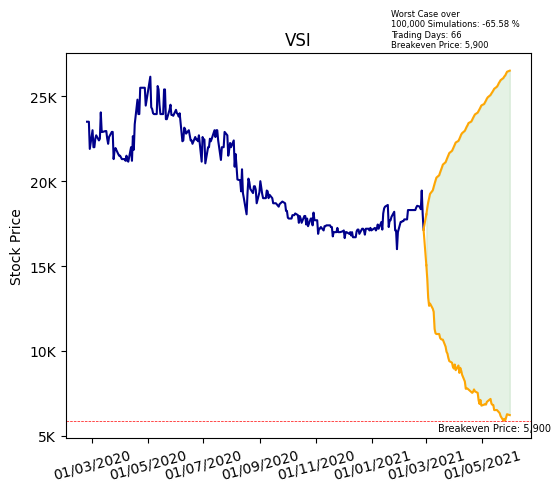 Worst Case over
100,000 Simulations: -65.58 %
Trading Days: 66
Breakeven Price: 5,900
VSI
Stock Price
25K
20K
15K
10K
5K
Breakeven Price: 5,900
01/03/2020 01/05/2020 01/07/2020 01/09/2020 01/11/2020 01/01/2021 01/03/2021 01/05/2021